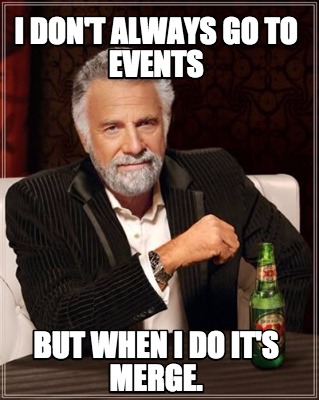 I DON'T ALWAYS GO TO
EVENTS
BUT WHEN I DO IT'S
MERGE.